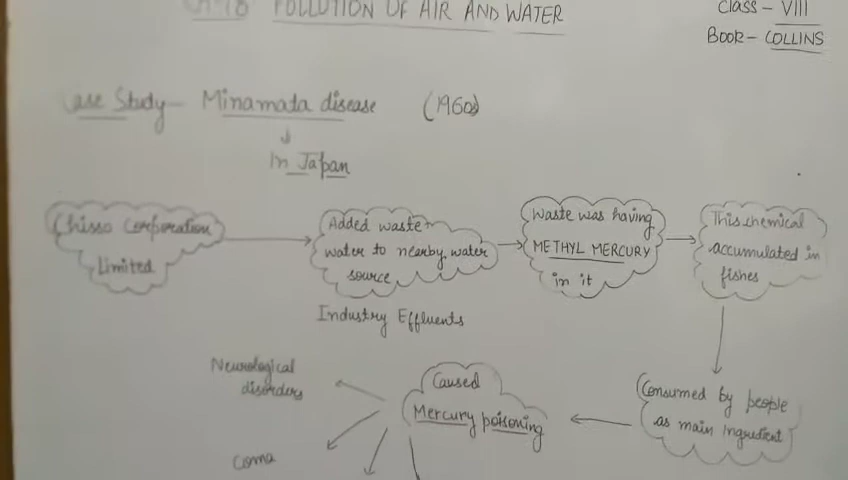 CH-18 POLLUTION OF AIR AND WATER
Class - VIII
Book - COLLINS
Case Study - Minamata disease (1960s)
In Japan
Chisso Corporation
Limited
Added waste
water to nearby water
source
Industry Effluents
Waste was having
METHYL MERCURY
in it
This chemical
accumulated in
fishes
Consumed by people
as main ingredient
Caused
Mercury poisoning
Neurological
disorders
Coma